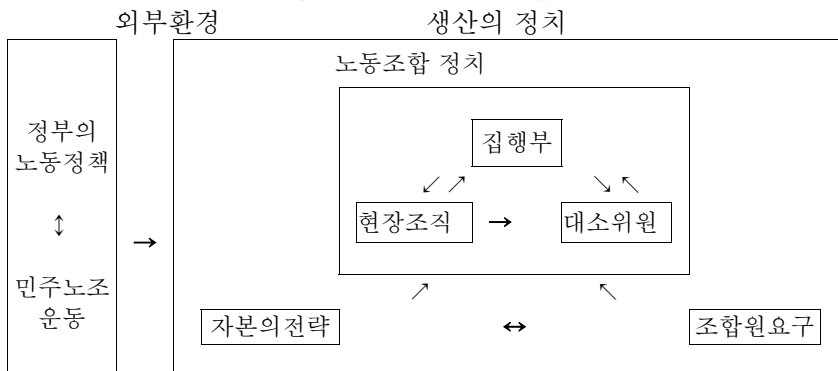 외부환경 생산의 정치
노동조합 정치
정부의
노동정책
↕
민주노조
운동
→
집행부
↙ ↗ ↘ ↖
현장조직 → 대소위원
↗ ↖
자본의전략 ↔ 조합원요구